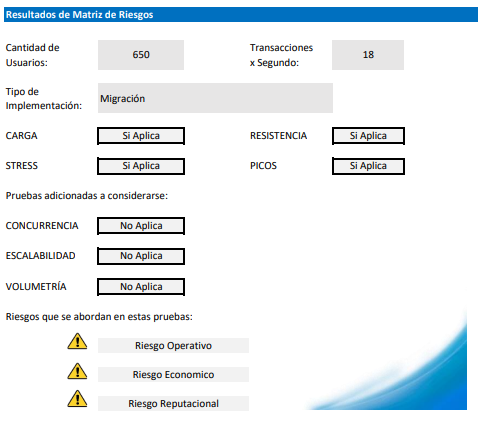 Resultados de Matriz de Riesgos
Cantidad de Usuarios: 650 Transacciones x Segundo: 18
Tipo de Implementación: Migración
CARGA Si Aplica RESISTENCIA Si Aplica
STRESS Si Aplica PICOS Si Aplica
Pruebas adicionadas a considerarse:
CONCURRENCIA No Aplica
ESCALABILIDAD No Aplica
VOLUMETRÍA No Aplica
Riesgos que se abordan en estas pruebas:
Riesgo Operativo
Riesgo Economico
Riesgo Reputacional